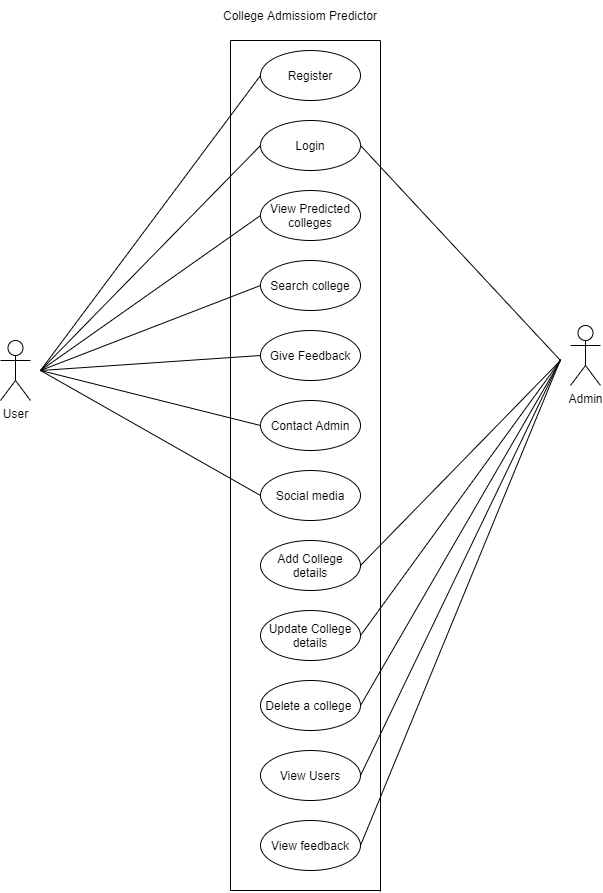 College Admissiom Predictor
Register
Login
View Predicted
colleges
Search college
Give Feedback
Contact Admin
Social media
Add College
details
Update College
details
Delete a college
View Users
View feedback
User
Admin